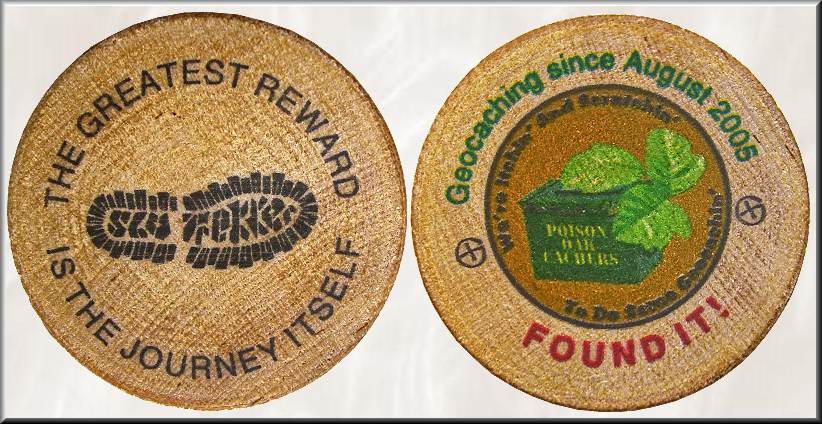 THE GREATEST REWARD
IS THE JOURNEY ITSELF
Trekker
Geocaching since August 2005
We're Itchin' And Scratchin'
To Do Some Geocachin'
POISON
OAK
CACHERS
FOUND IT!